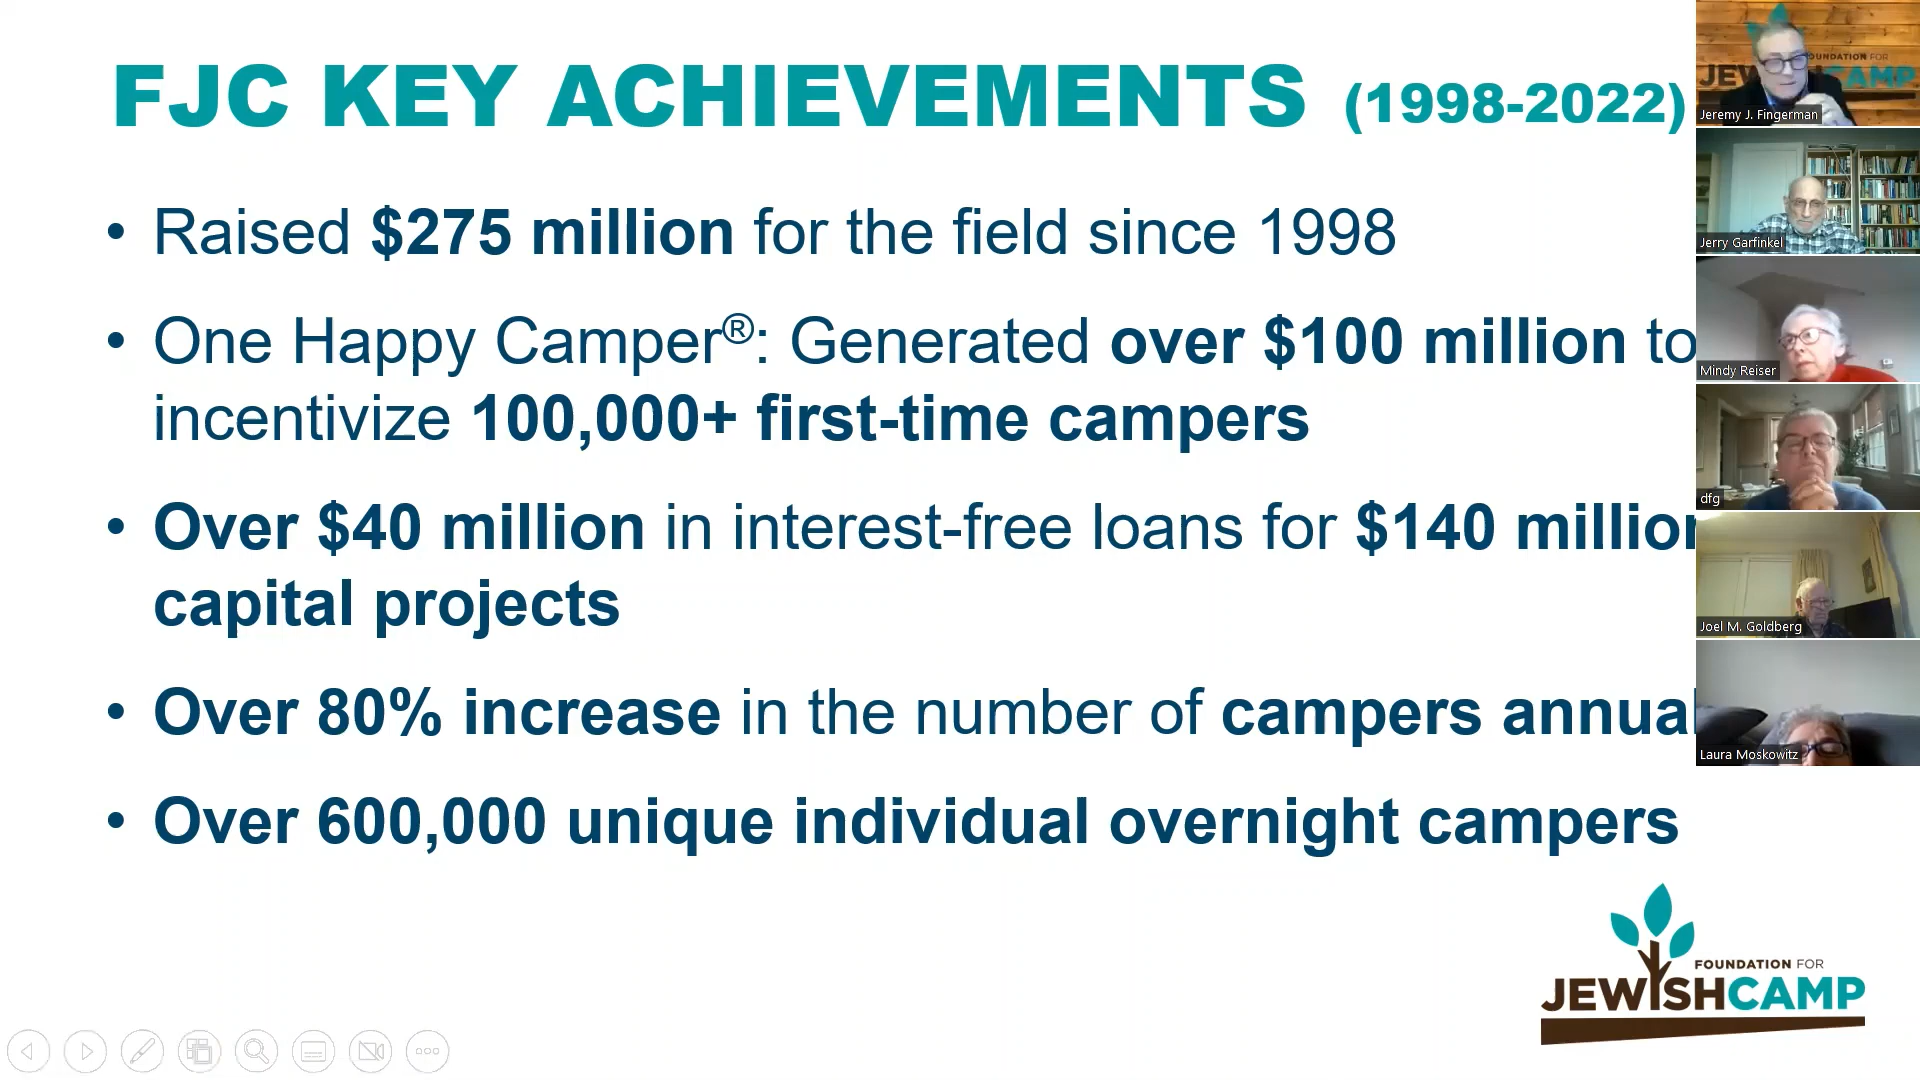 FJC KEY ACHIEVEMENTS (1998-2022)
• Raised $275 million for the field since 1998
• One Happy Camper®: Generated over $100 million to
incentivize 100,000+ first-time campers
• Over $40 million in interest-free loans for $140 million
capital projects
• Over 80% increase in the number of campers annual
• Over 600,000 unique individual overnight campers
FOUNDATION FOR
JEWISHCAMP
FOUNDATION FOR
JEWISHCAMP
Jeremy J. Fingerman
Jerry Garfinkel
Mindy Reiser
dfg
Joel M. Goldberg
Laura Moskowitz